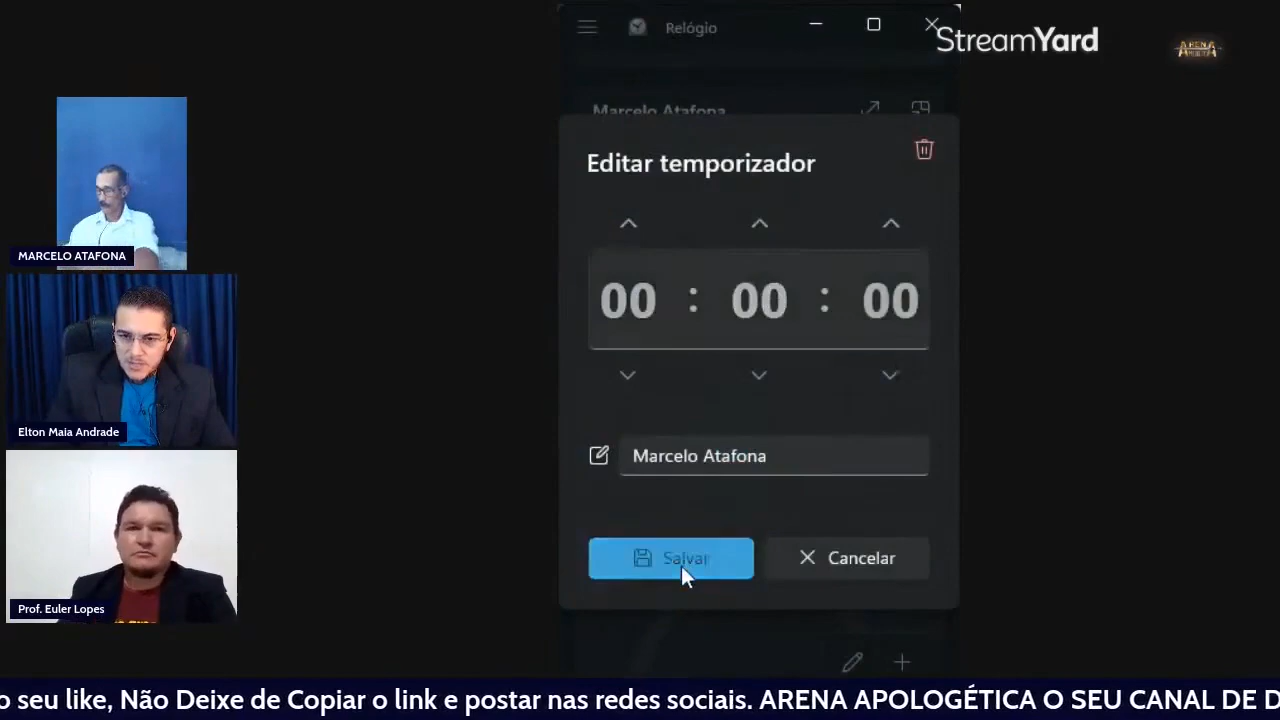 Relógio
StreamYard
ARENA
Marcelo Atafona
Editar temporizador
00 : 00 : 00
Marcelo Atafona
Salvar
Cancelar
MARCELO ATAFONA
Elton Maia Andrade
Prof. Euler Lopes
o seu like, Não Deixe de Copiar o link e postar nas redes sociais. ARENA APOLOGÉTICA O SEU CANAL DE D